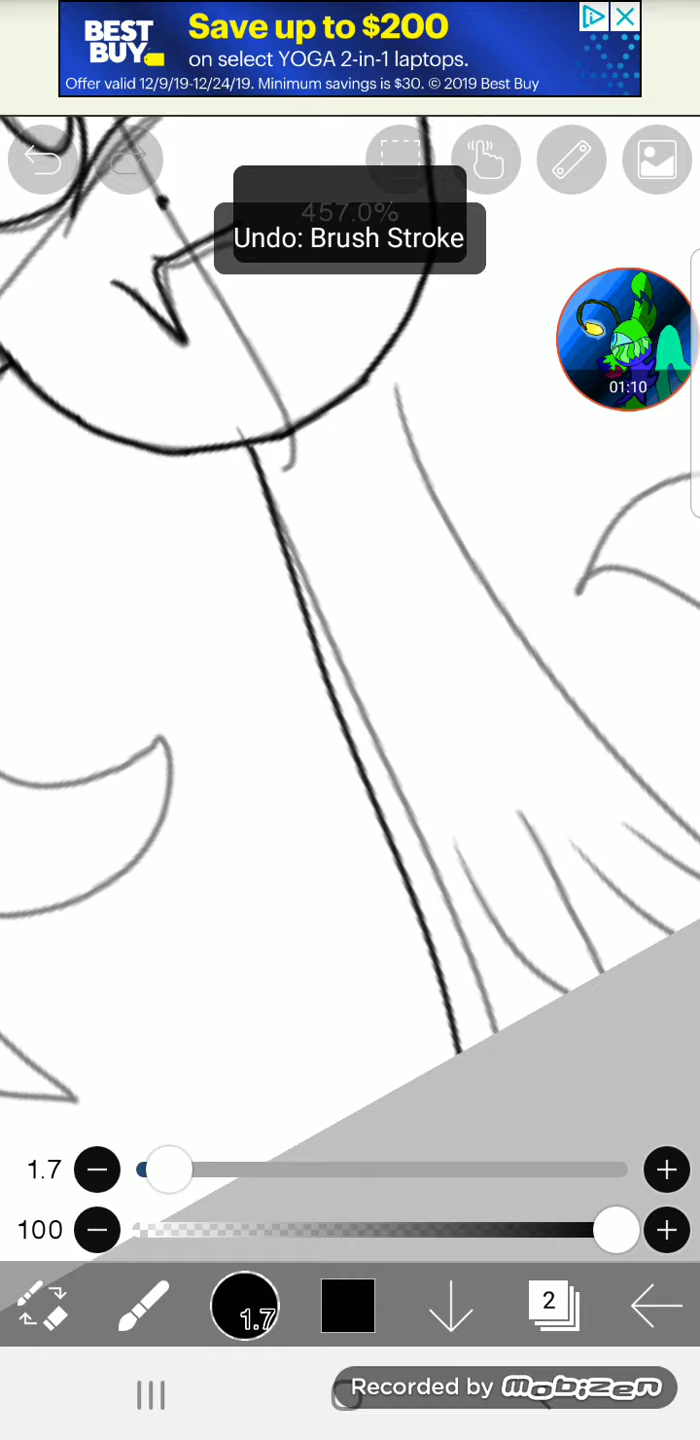 BEST
BUY
Save up to $200
on select YOGA 2-in-1 laptops.
Offer valid 12/9/19-12/24/19. Minimum savings is $30. © 2019 Best Buy
457.0%
Undo: Brush Stroke
01:10
1.7
100
1.7
2
Recorded by mobizen